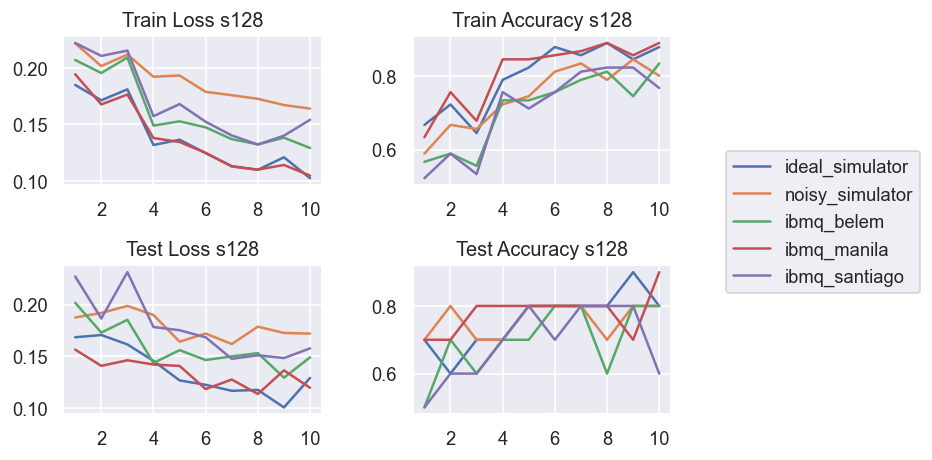 Train Loss s128
Train Accuracy s128
0.20
0.15
0.10
2 4 6 8 10
0.8
0.6
2 4 6 8 10
Test Loss s128
Test Accuracy s128
0.20
0.15
0.10
2 4 6 8 10
0.8
0.6
2 4 6 8 10
ideal_simulator
noisy_simulator
ibmq_belem
ibmq_manila
ibmq_santiago